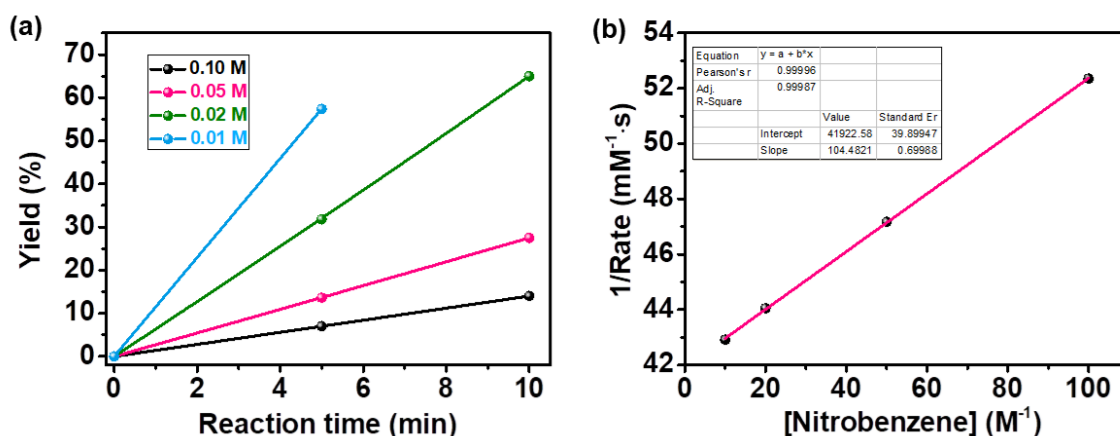 (a)
Yield (%)
70
60
50
40
30
20
10
0
0.10 M
0.05 M
0.02 M
0.01 M
0 2 4 6 8 10
Reaction time (min)
(b)
1/Rate (mM⁻¹·s)
54
52
50
48
46
44
42
Equation y = a + b*x
Pearson's r 0.99996
Adj. R-Square 0.99987
Value Standard Er
Intercept 41922.58 39.89947
Slope 104.4821 0.69988
0 20 40 60 80 100
[Nitrobenzene] (M⁻¹)